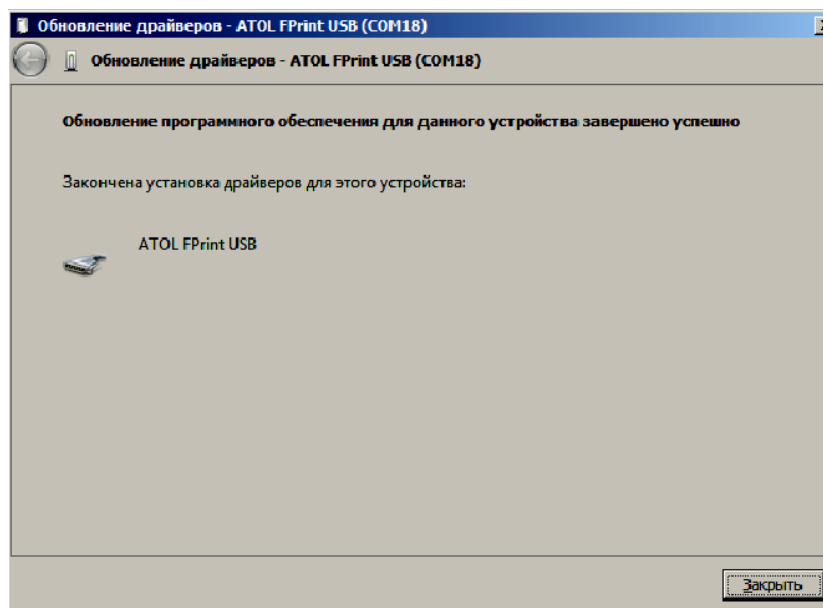 Обновление драйверов - ATOL FPrint USB (COM18)
Обновление драйверов - ATOL FPrint USB (COM18)
Обновление программного обеспечения для данного устройства завершено успешно
Закончена установка драйверов для этого устройства:
ATOL FPrint USB
Закрыть